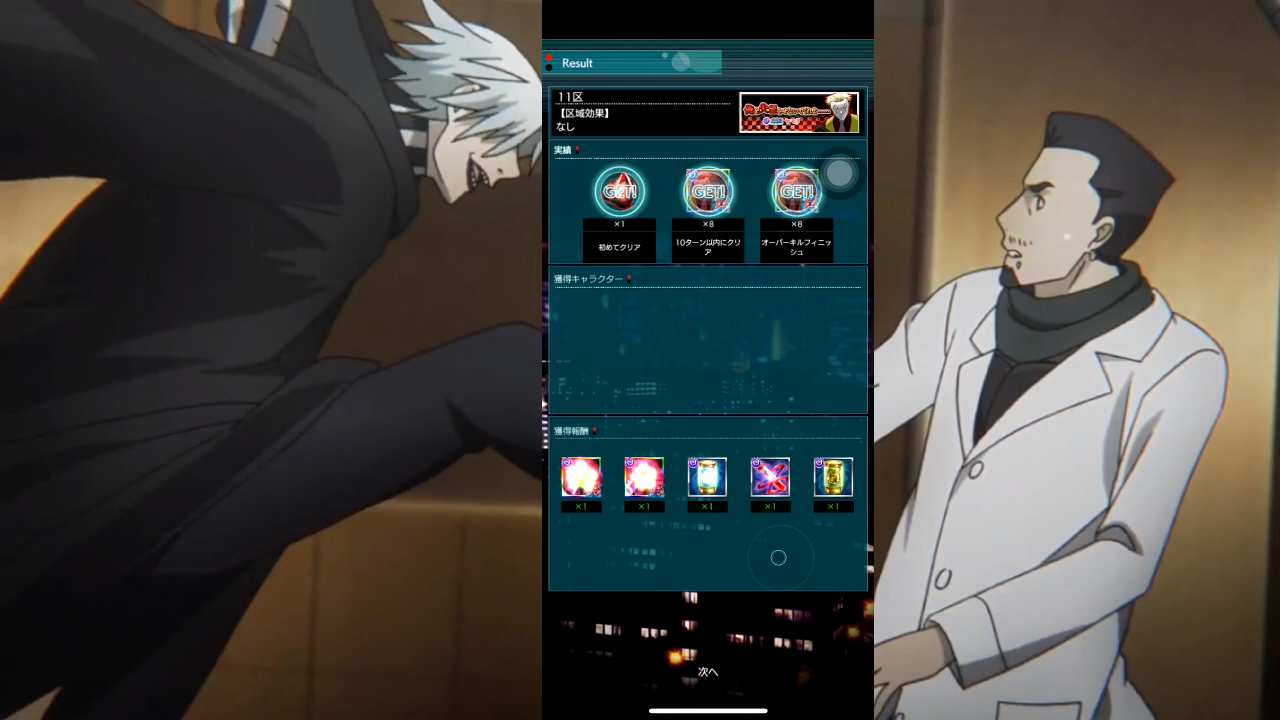 Result
11区
【区域効果】
なし
実績
GET!
GET!
GET!
×1
×8
×8
初めてクリア
10ターン以内にクリ
ア
オーバーキルフィニッ
シュ
獲得キャラクター
獲得報酬
×1
×1
×1
×1
×1
次へ